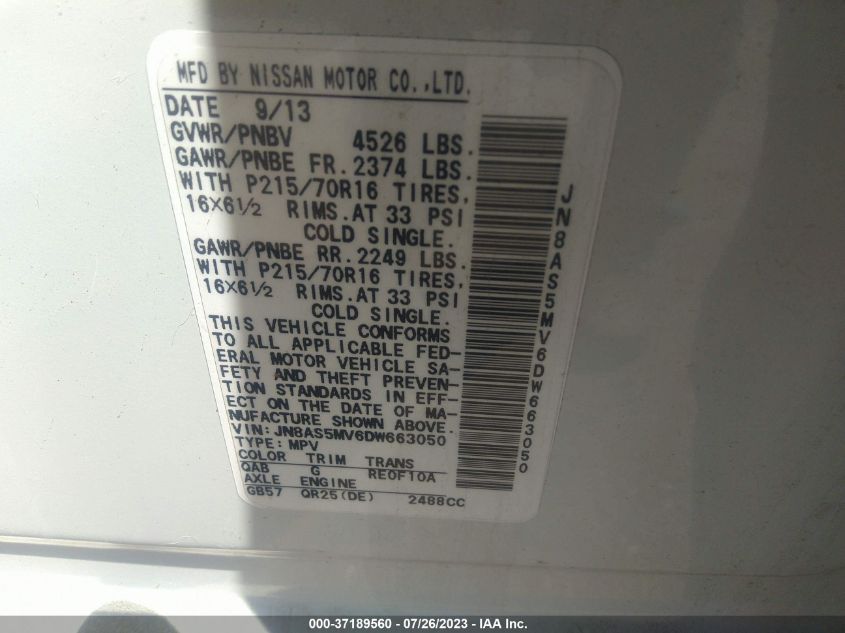 MFD BY NISSAN MOTOR CO.,LTD.
DATE 9/13
GVWR/PNBV 4526 LBS.
GAWR/PNBE FR. 2374 LBS.
WITH P215/70R16 TIRES,
16X6½ RIMS.AT 33 PSI
COLD SINGLE.
GAWR/PNBE RR. 2249 LBS.
WITH P215/70R16 TIRES,
16X6½ RIMS.AT 33 PSI
COLD SINGLE.
THIS VEHICLE CONFORMS
TO ALL APPLICABLE FED-
ERAL MOTOR VEHICLE SA-
FETY AND THEFT PREVEN-
TION STANDARDS IN EFF-
ECT ON THE DATE OF MA-
NUFACTURE SHOWN ABOVE.
VIN: JN8AS5MV6DW663050
TYPE: MPV
COLOR TRIM TRANS
QAB G RE0F10A
AXLE ENGINE
GB57 QR25(DE) 2488CC
JN8AS5MV6DW663050
000-37189560 - 07/26/2023 - IAA Inc.